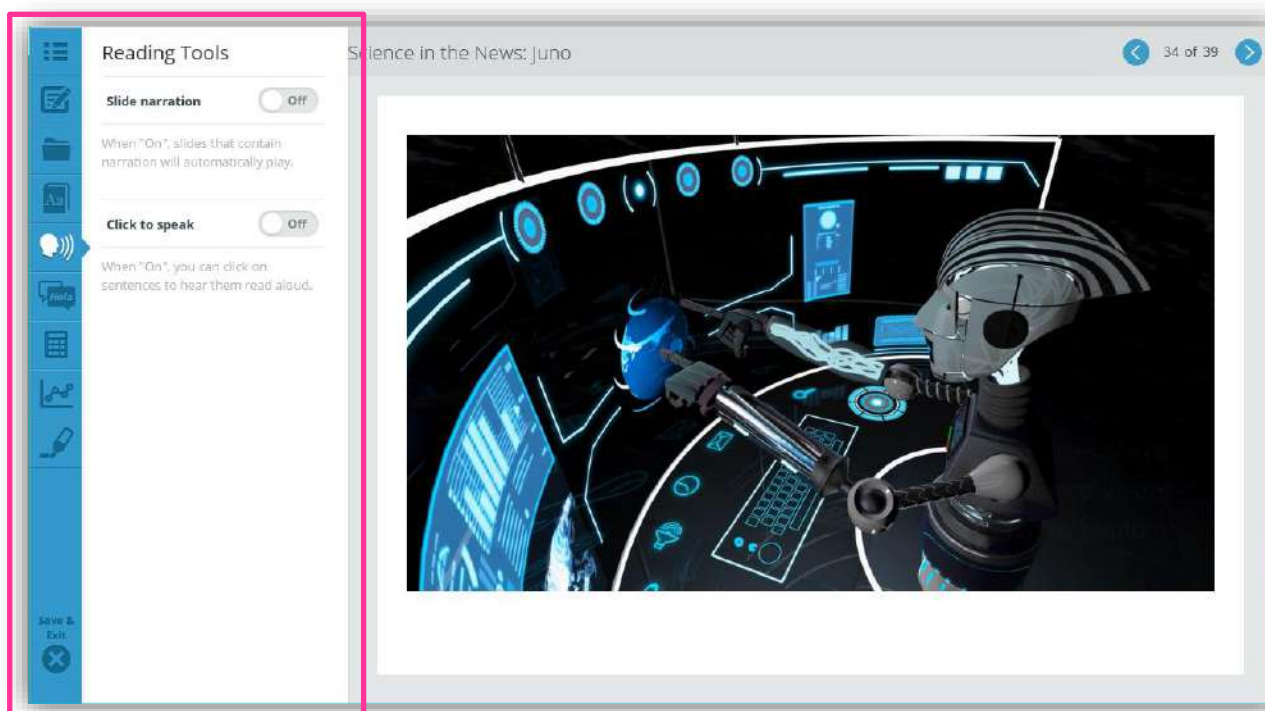 Reading Tools
Science in the News: Juno
34 of 39
Slide narration
Off
When "On", slides that contain
narration will automatically play.
Aa
Click to speak
Off
When "On", you can click on
sentences to hear them read aloud.
Help
Save &
Exit